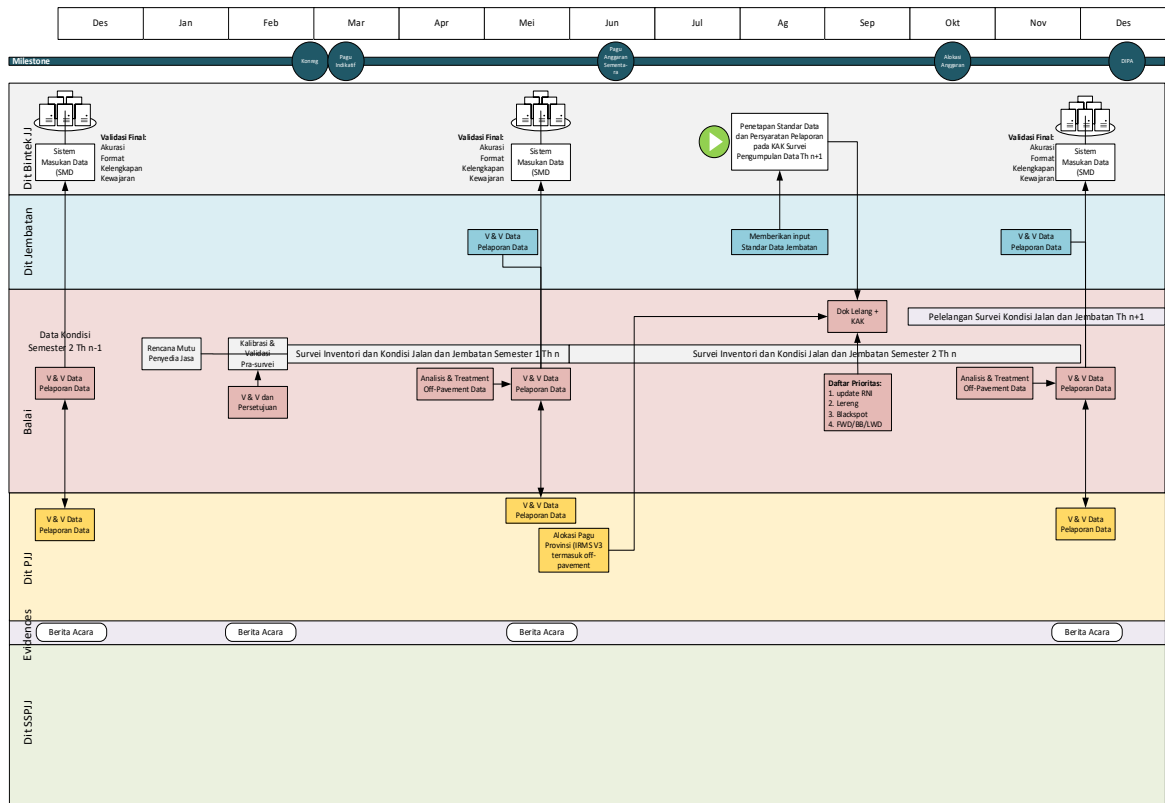 Des
Jan
Feb
Mar
Apr
Mei
Jun
Jul
Ag
Sep
Okt
Nov
Des
Milestone
Konreg
Pagu
Indikatif
Pagu
Anggaran
Sementa-
ra
Alokasi
Anggaran
DIPA
Dit Bintek JJ
Validasi Final:
Akurasi
Format
Kelengkapan
Kewajaran
Sistem
Masukan Data
(SMD
Validasi Final:
Akurasi
Format
Kelengkapan
Kewajaran
Sistem
Masukan Data
(SMD
Penetapan Standar Data
dan Persyaratan Pelaporan
pada KAK Survei
Pengumpulan Data Th n+1
Validasi Final:
Akurasi
Format
Kelengkapan
Kewajaran
Sistem
Masukan Data
(SMD
Dit Jembatan
V & V Data
Pelaporan Data
Memberikan input
Standar Data Jembatan
V & V Data
Pelaporan Data
Balai
Data Kondisi
Semester 2 Th n-1
V & V Data
Pelaporan Data
Rencana Mutu
Penyedia Jasa
Kalibrasi &
Validasi
Pra-survei
V & V dan
Persetujuan
Survei Inventori dan Kondisi Jalan dan Jembatan Semester 1 Th n
Analisis & Treatment
Off-Pavement Data
V & V Data
Pelaporan Data
Survei Inventori dan Kondisi Jalan dan Jembatan Semester 2 Th n
Dok Lelang +
KAK
Pelelangan Survei Kondisi Jalan dan Jembatan Th n+1
Daftar Prioritas:
1. update RNI
2. Lereng
3. Blackspot
4. FWD/BB/LWD
Analisis & Treatment
Off-Pavement Data
V & V Data
Pelaporan Data
Dit PJJ
V & V Data
Pelaporan Data
V & V Data
Pelaporan Data
Alokasi Pagu
Provinsi (IRMS V3
termasuk off-
pavement
V & V Data
Pelaporan Data
Evidences
Berita Acara
Berita Acara
Berita Acara
Berita Acara
Dit SSPJJ